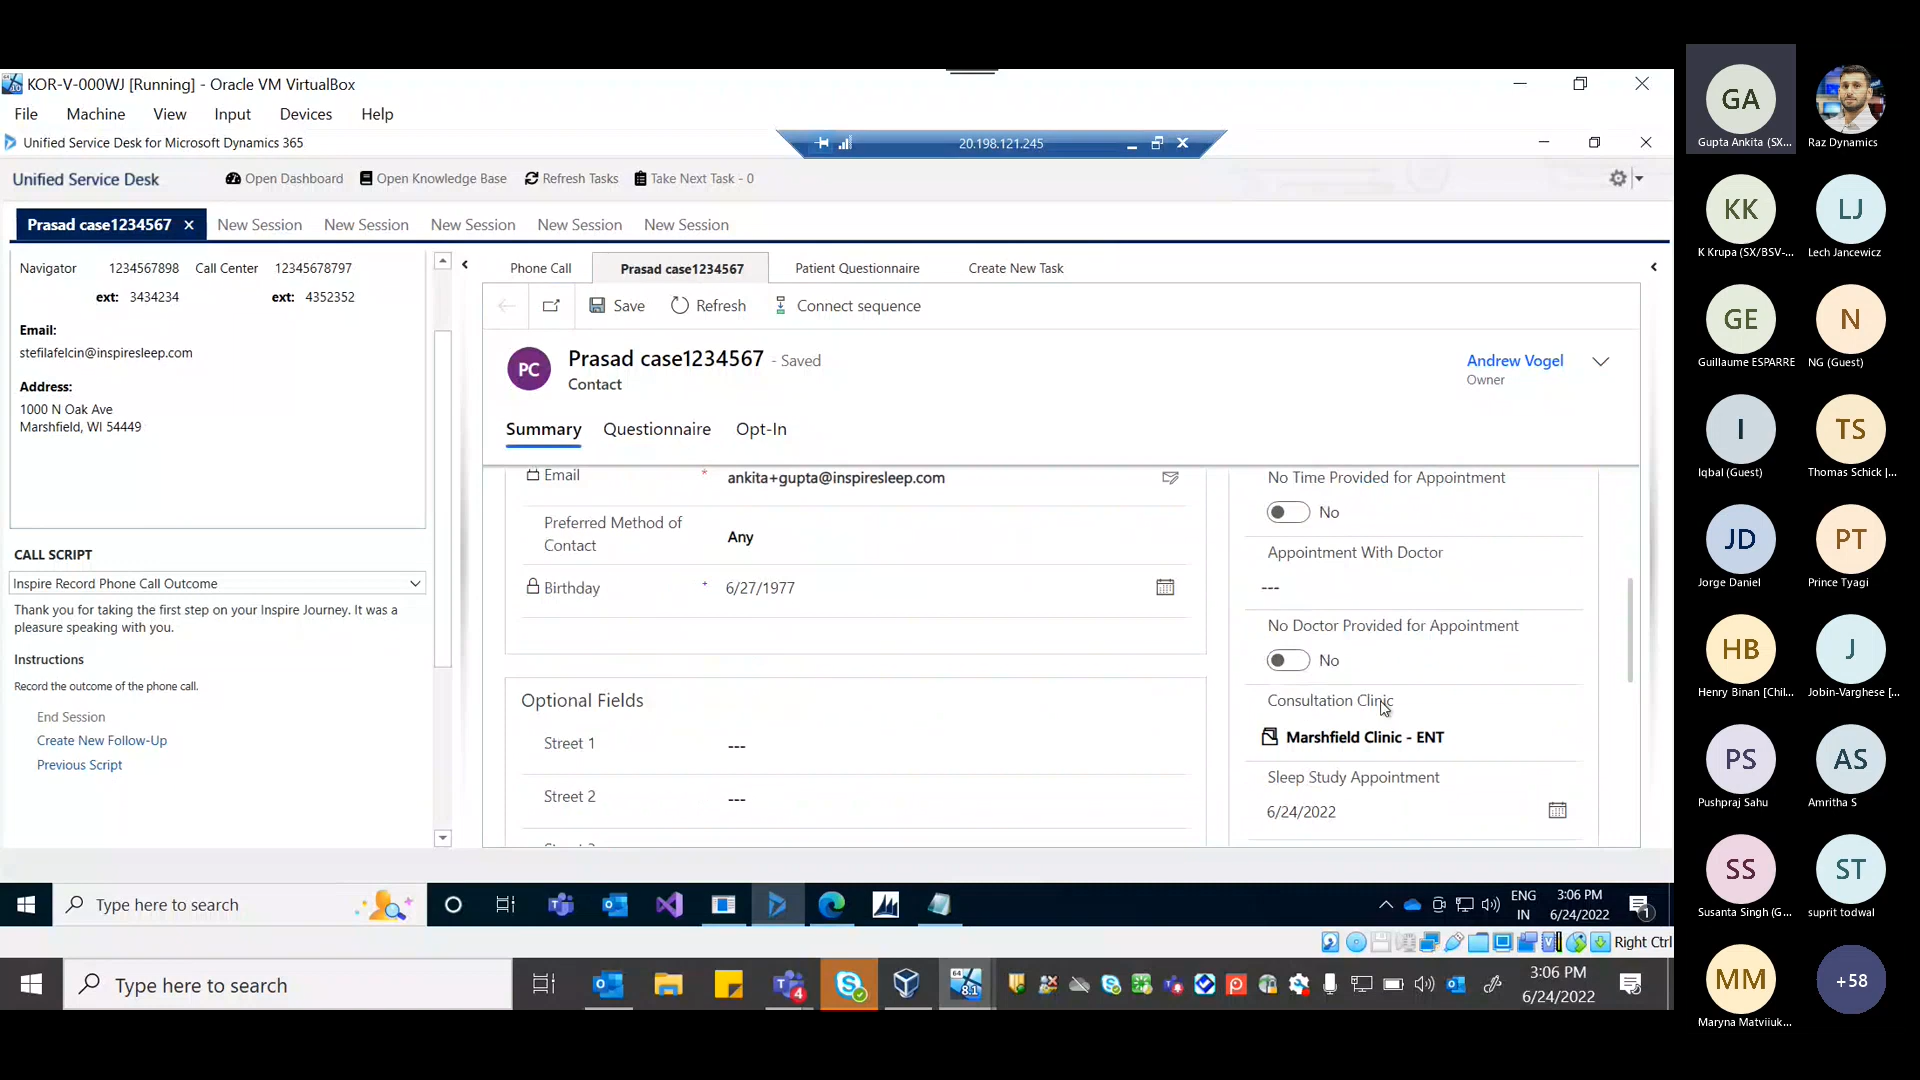 KOR-V-000WJ [Running] - Oracle VM VirtualBox
File Machine View Input Devices Help
Unified Service Desk for Microsoft Dynamics 365
20.198.121.245
Unified Service Desk
Open Dashboard Open Knowledge Base Refresh Tasks Take Next Task - 0
Prasad case1234567 New Session New Session New Session New Session New Session
Navigator 1234567898 Call Center 12345678797
ext: 3434234 ext: 4352352
Email:
stefilafelcin@inspiresleep.com
Address:
1000 N Oak Ave
Marshfield, WI 54449
CALL SCRIPT
Inspire Record Phone Call Outcome
Thank you for taking the first step on your Inspire Journey. It was a
pleasure speaking with you.
Instructions
Record the outcome of the phone call.
End Session
Create New Follow-Up
Previous Script
Phone Call Prasad case1234567 Patient Questionnaire Create New Task
Save Refresh Connect sequence
PC
Prasad case1234567 - Saved
Contact
Andrew Vogel
Owner
Summary Questionnaire Opt-In
Email * ankita+gupta@inspiresleep.com
Preferred Method of
Contact
Any
Birthday + 6/27/1977
Optional Fields
Street 1 ---
Street 2 ---
No Time Provided for Appointment
No
Appointment With Doctor
---
No Doctor Provided for Appointment
No
Consultation Clinic
Marshfield Clinic - ENT
Sleep Study Appointment
6/24/2022
Type here to search
ENG
IN
3:06 PM
6/24/2022
1
Right Ctrl
Type here to search
4
64
8.1
3:06 PM
6/24/2022
GA
Gupta Ankita (SX...
Raz Dynamics
KK
K Krupa (SX/BSV-...
LJ
Lech Jancewicz
GE
Guillaume ESPARRE
N
NG (Guest)
I
Iqbal (Guest)
TS
Thomas Schick |...
JD
Jorge Daniel
PT
Prince Tyagi
HB
Henry Binan [Chil...
J
Jobin-Varghese [...
PS
Pushpraj Sahu
AS
Amritha S
SS
Susanta Singh (G...
ST
suprit todwal
MM
Maryna Matviiuk...
+58